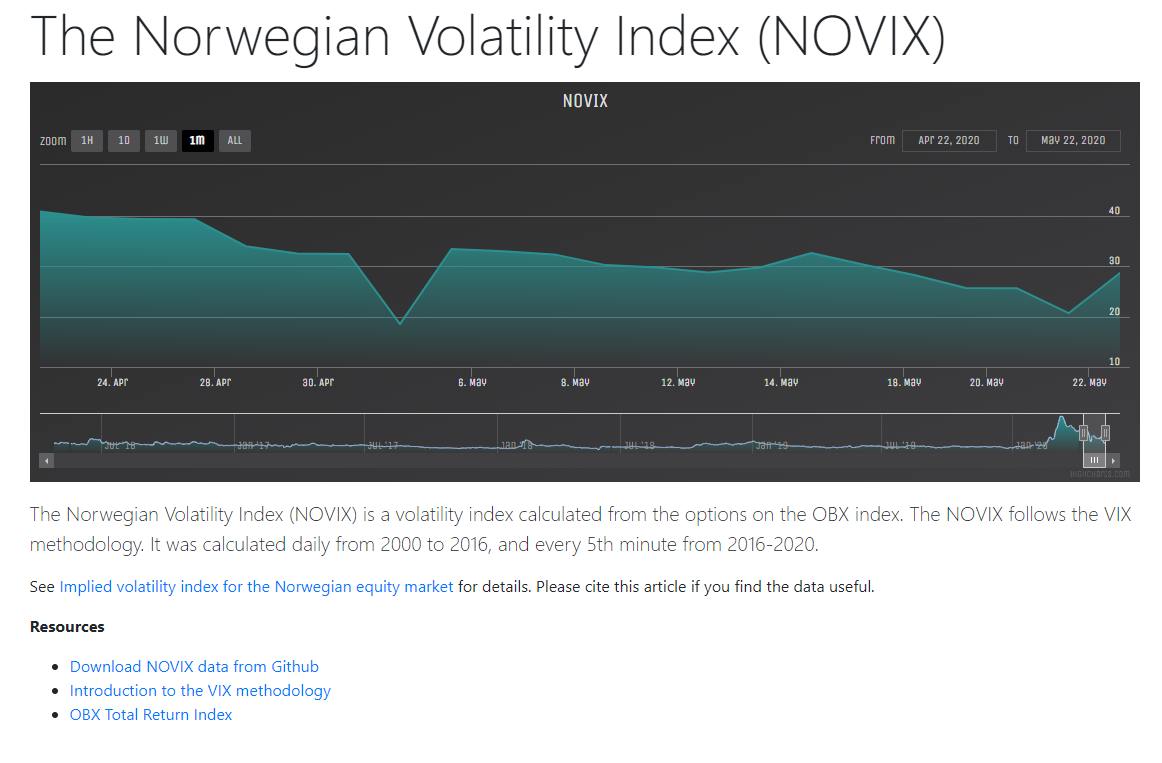 The Norwegian Volatility Index (NOVIX)
NOVIX
Zoom 1H 1D 1W 1M ALL From Apr 22, 2020 To May 22, 2020
40
30
20
10
24. Apr 28. Apr 30. Apr 6. May 8. May 12. May 14. May 18. May 20. May 22. May
Jul '16 Jan '17 Jul '17 Jan '18 Jul '18 Jan '19 Jul '19 Jan '20
Highcharts.com
The Norwegian Volatility Index (NOVIX) is a volatility index calculated from the options on the OBX index. The NOVIX follows the VIX
methodology. It was calculated daily from 2000 to 2016, and every 5th minute from 2016-2020.
See Implied volatility index for the Norwegian equity market for details. Please cite this article if you find the data useful.
Resources
Download NOVIX data from Github
Introduction to the VIX methodology
OBX Total Return Index